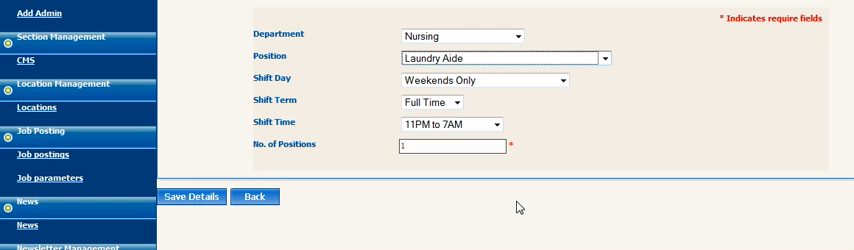 Add Admin
Section Management
CMS
Location Management
Locations
Job Posting
Job postings
Job parameters
News
News
Newsletter Management
* Indicates require fields
Department Nursing
Position Laundry Aide
Shift Day Weekends Only
Shift Term Full Time
Shift Time 11PM to 7AM
No. of Positions 1 *
Save Details Back